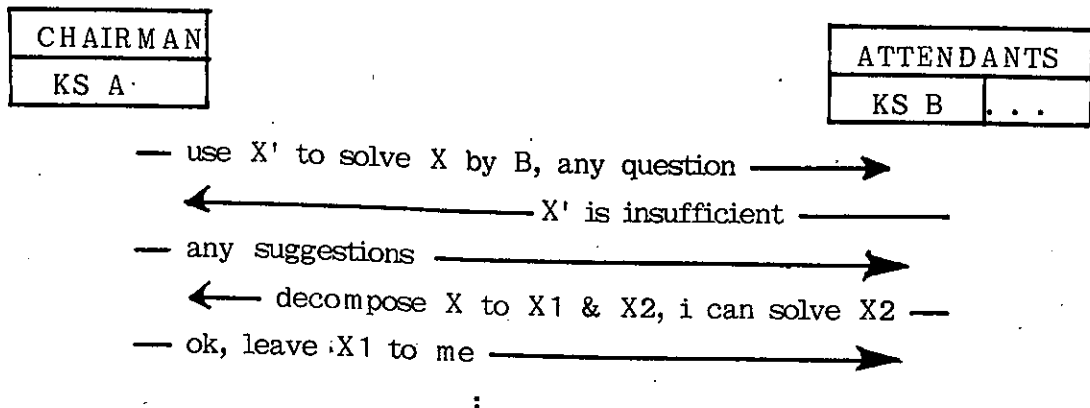 CHAIRMAN
KS A
ATTENDANTS
KS B ...
use X' to solve X by B, any question
X' is insufficient
any suggestions
decompose X to X1 & X2, i can solve X2
ok, leave X1 to me